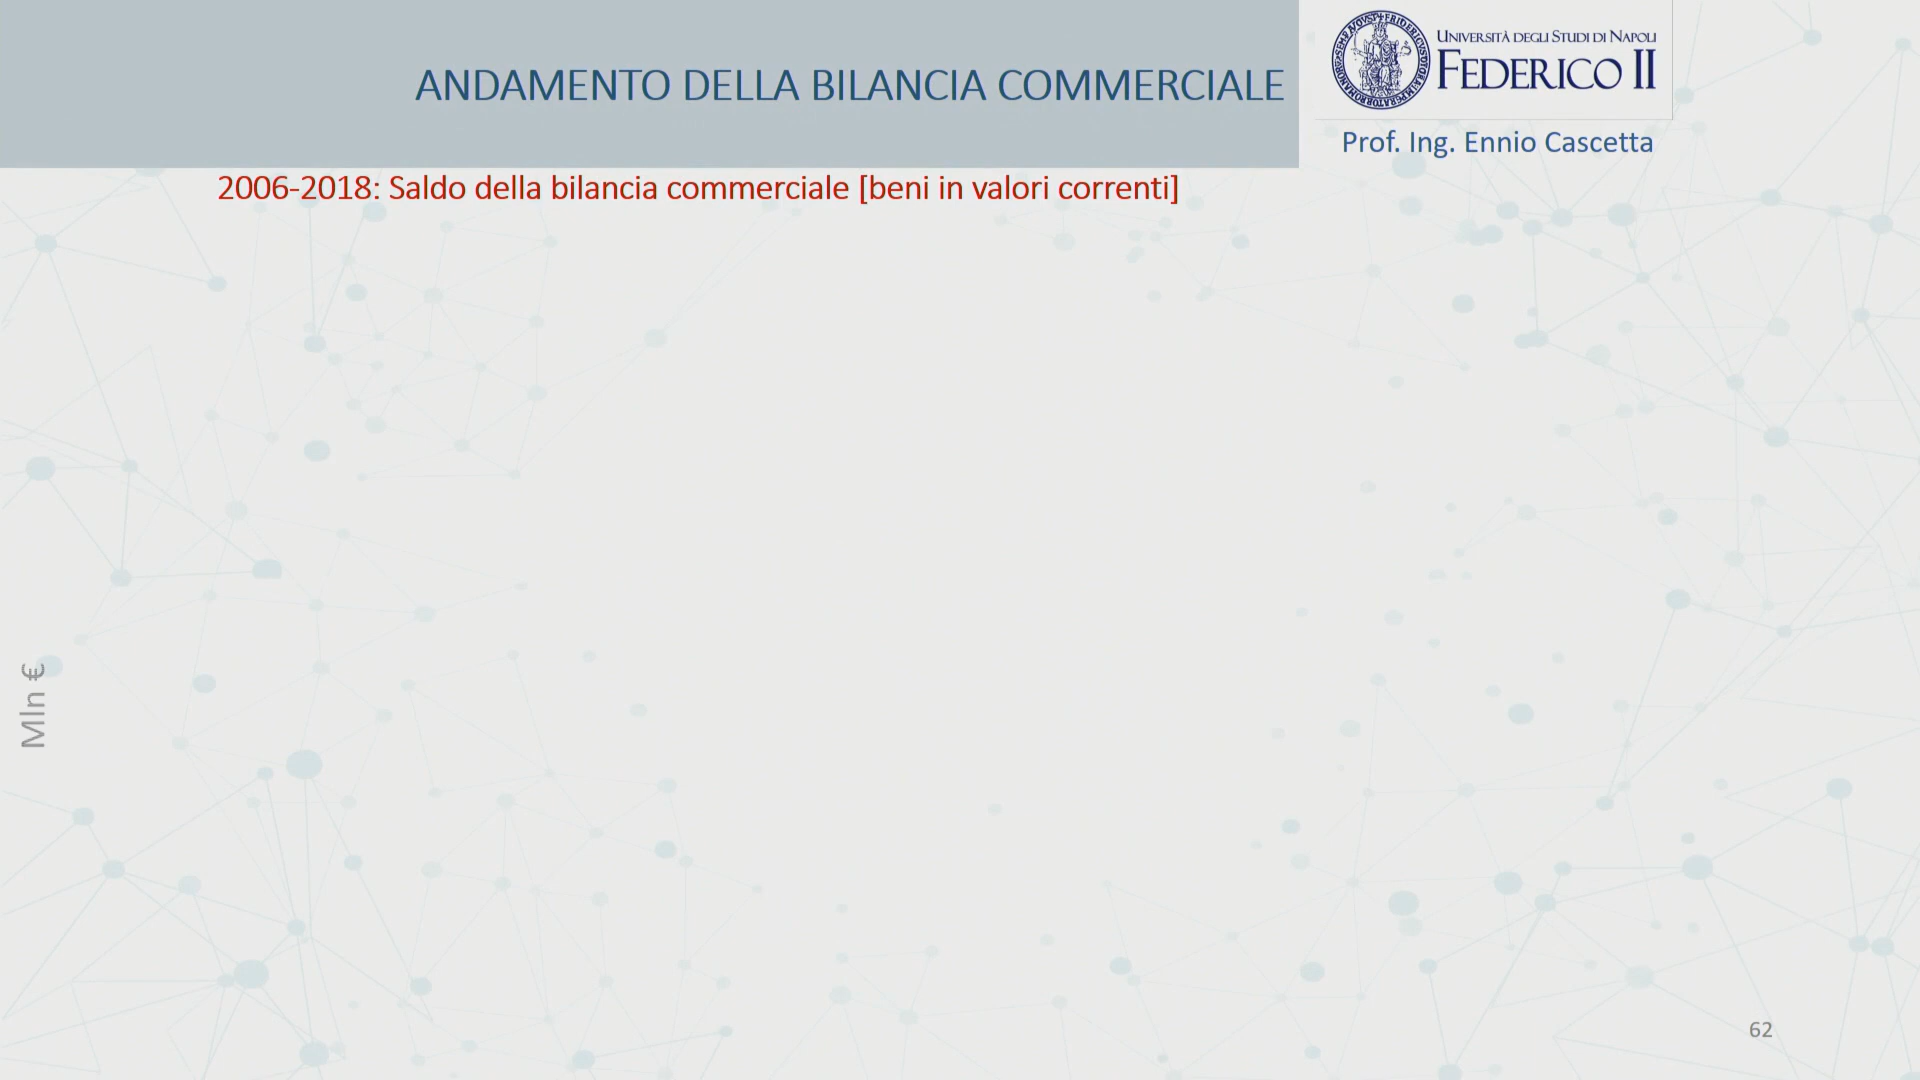 ANDAMENTO DELLA BILANCIA COMMERCIALE
UNIVERSITÀ DEGLI STUDI DI NAPOLI
FEDERICO II
Prof. Ing. Ennio Cascetta
2006-2018: Saldo della bilancia commerciale [beni in valori correnti]
Mln €
62